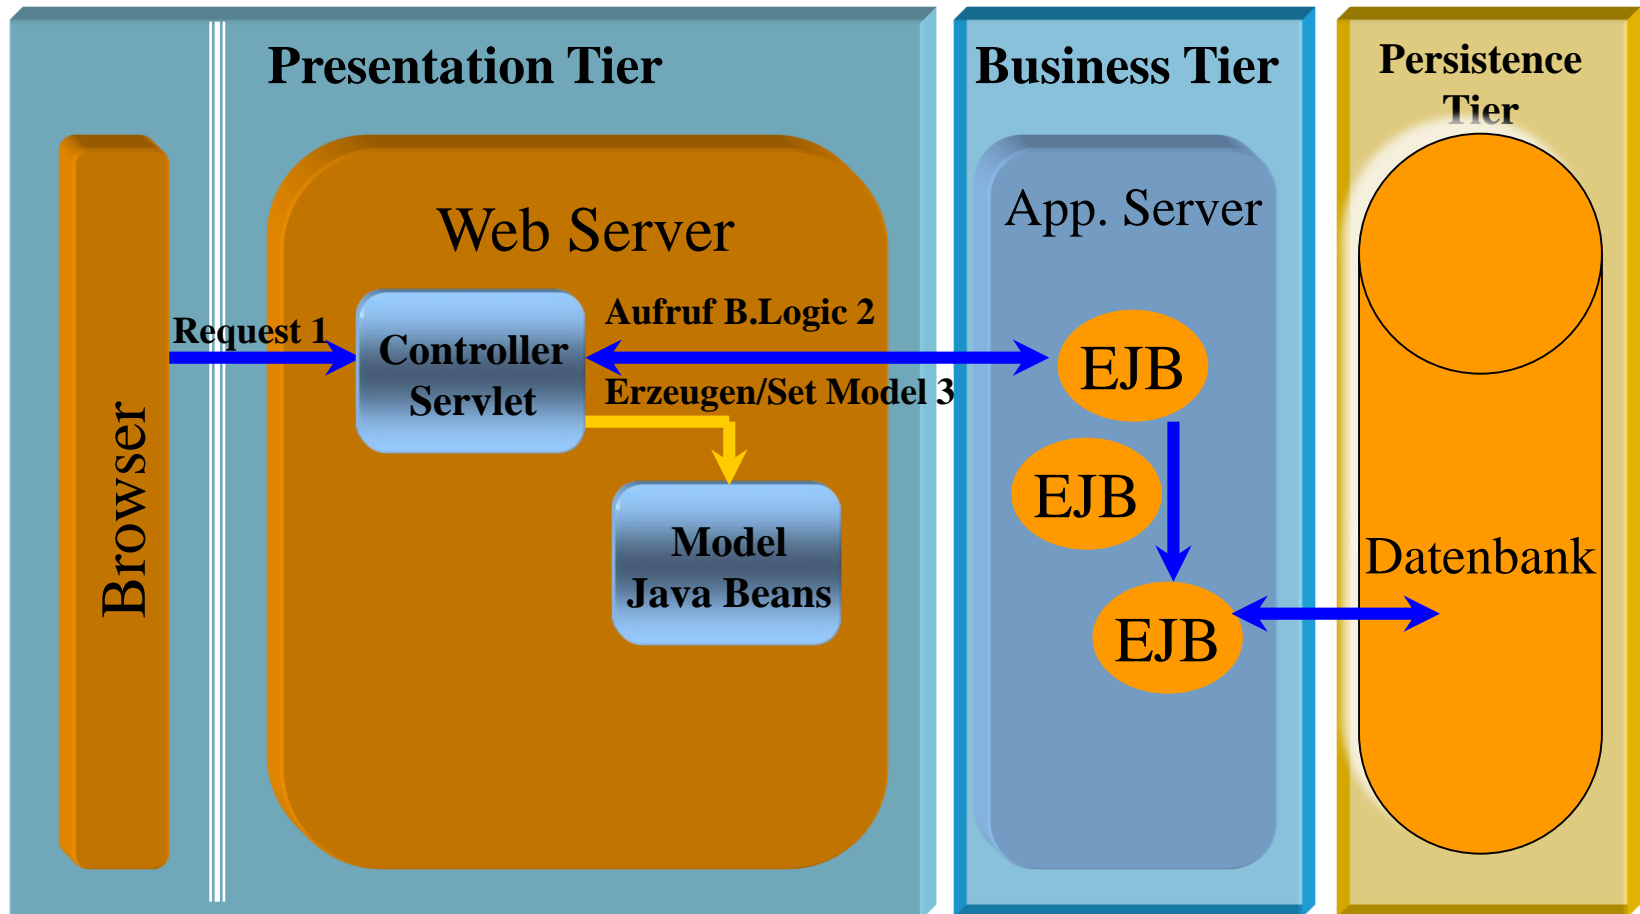 Presentation Tier
Business Tier
Persistence
Tier
Browser
Web Server
Request 1
Controller
Servlet
Aufruf B.Logic 2
Erzeugen/Set Model 3
Model
Java Beans
App. Server
EJB
EJB
EJB
Datenbank